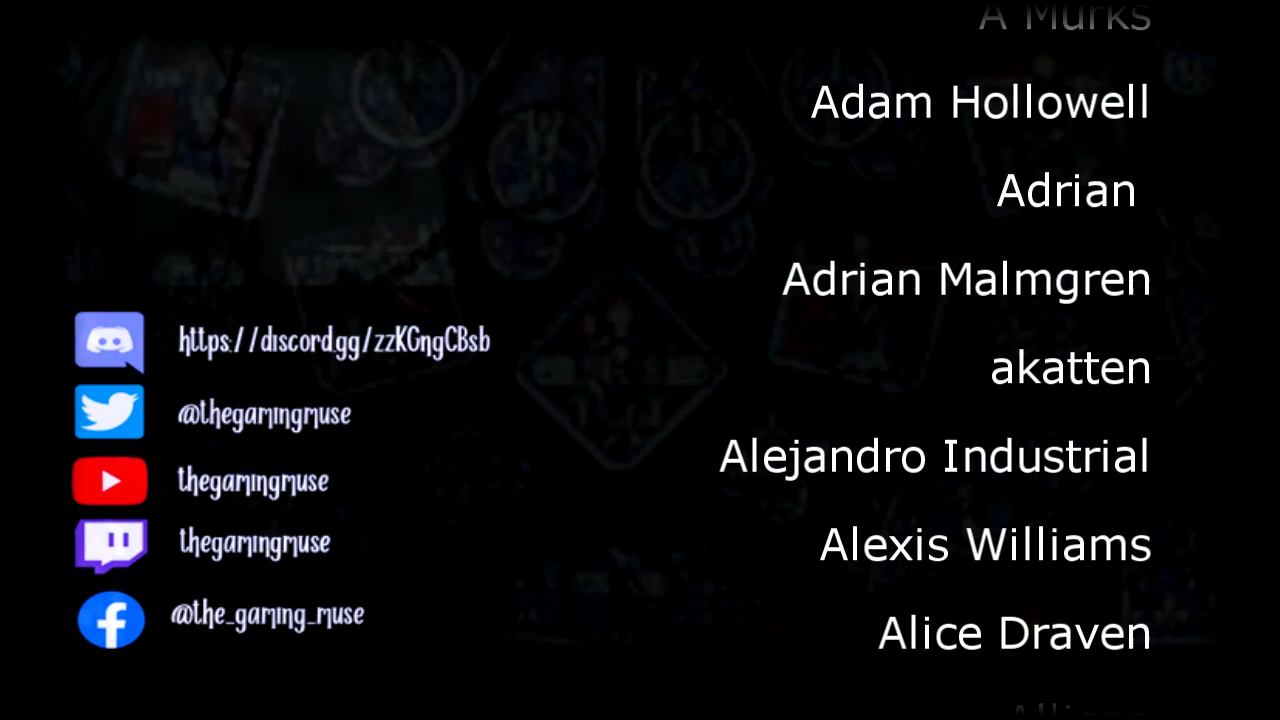 A Murks
Adam Hollowell
Adrian
Adrian Malmgren
akatten
Alejandro Industrial
Alexis Williams
Alice Draven
https://discord.gg/zzKGngCBsb
@thegamingmuse
thegamingmuse
thegamingmuse
@the_gaming_muse